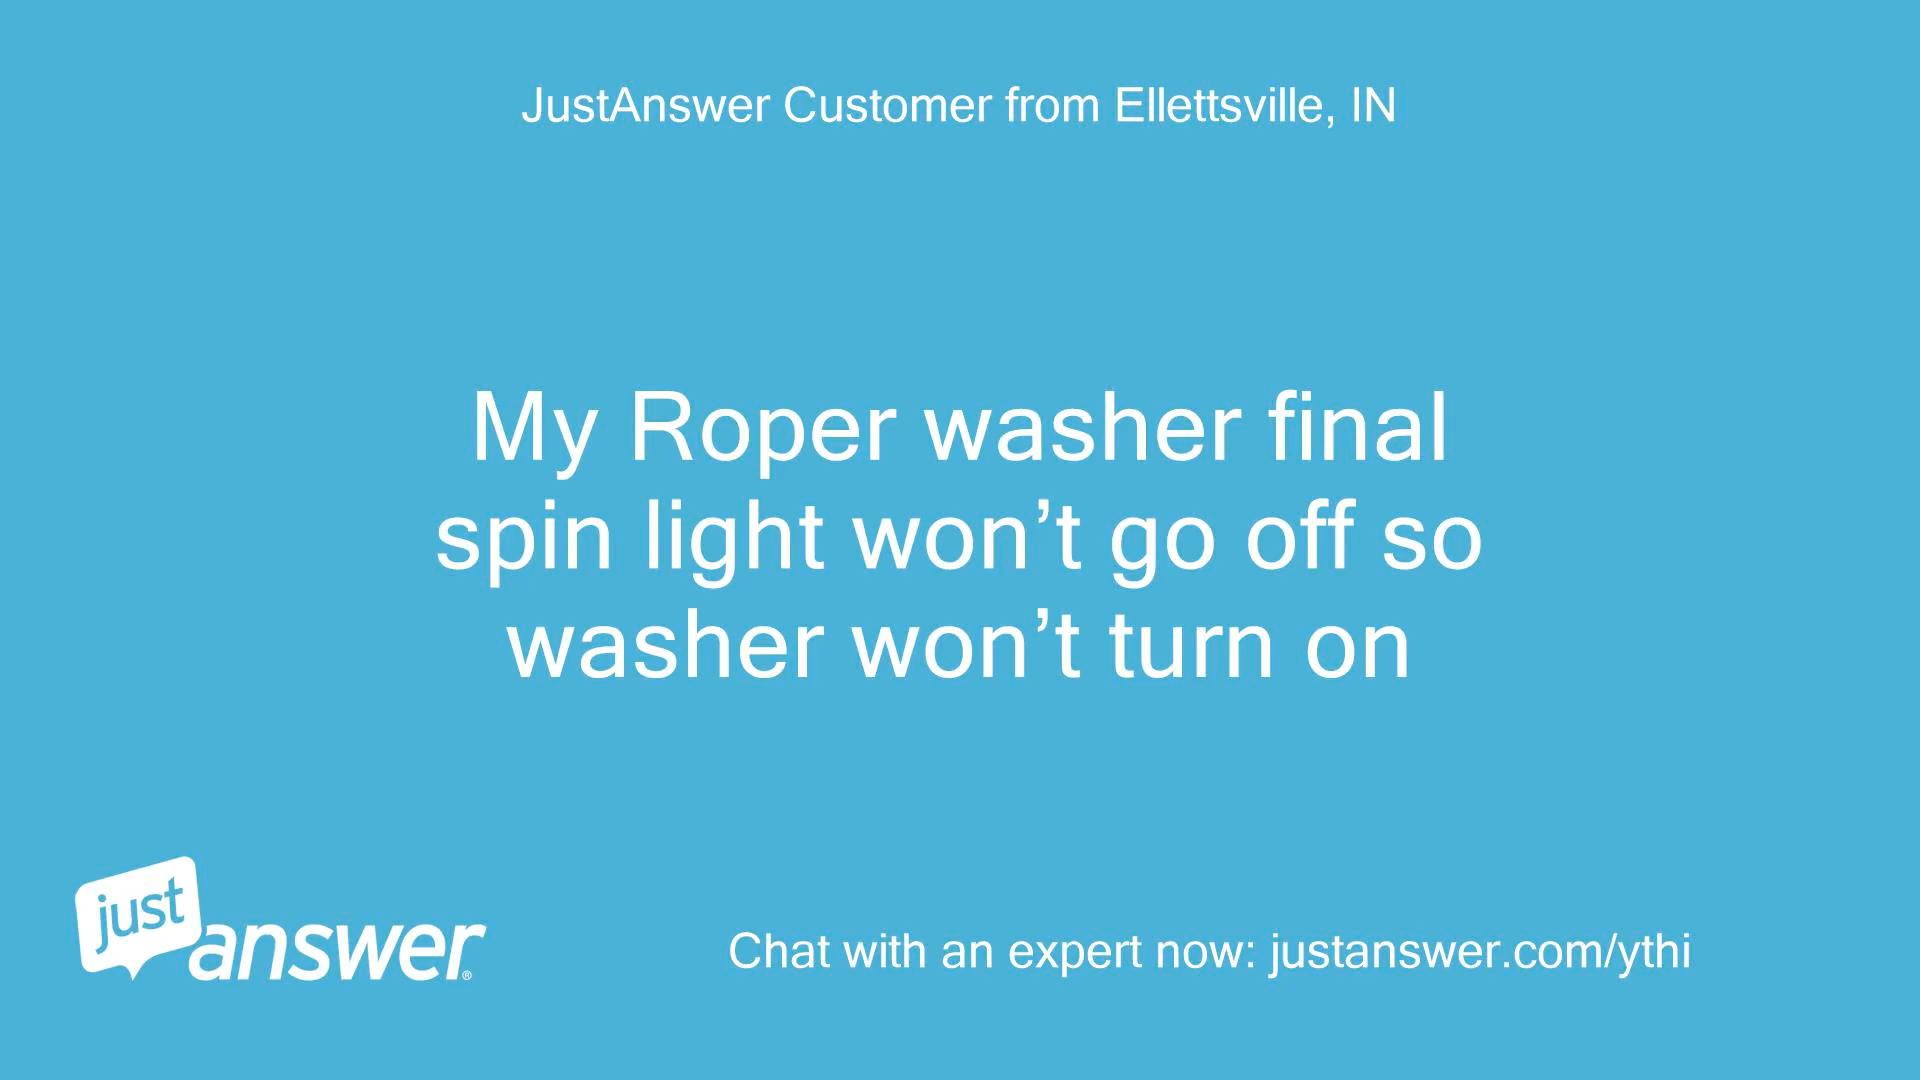 JustAnswer Customer from Ellettsville, IN
My Roper washer final
spin light won’t go off so
washer won’t turn on
just
answer®
Chat with an expert now: justanswer.com/ythi